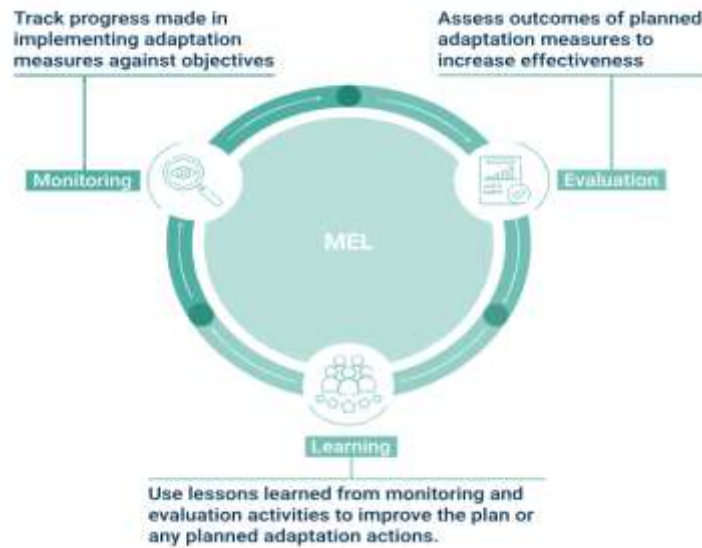 Track progress made in
implementing adaptation
measures against objectives
Assess outcomes of planned
adaptation measures to
increase effectiveness
Monitoring
Evaluation
MEL
Learning
Use lessons learned from monitoring and
evaluation activities to improve the plan or
any planned adaptation actions.